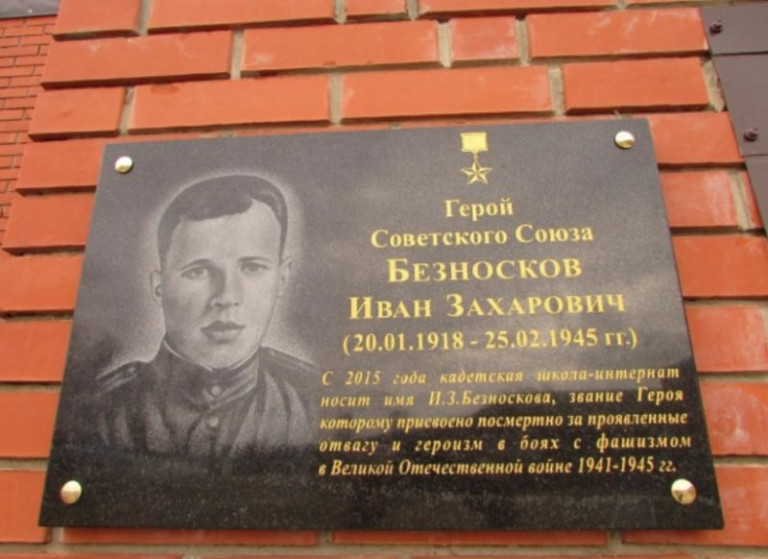 Герой
Советского Союза
БЕЗНОСКОВ
ИВАН ЗАХАРОВИЧ
(20.01.1918 - 25.02.1945 гг.)
С 2015 года кадетская школа-интернат
носит имя И.З.Безноскова, звание Героя
которому присвоено посмертно за проявленные
отвагу и героизм в боях с фашизмом
в Великой Отечественной войне 1941-1945 гг.